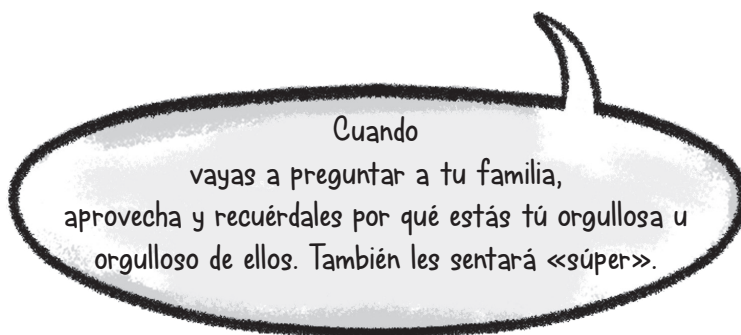 Cuando
vayas a preguntar a tu familia,
aprovecha y recuérdales por qué estás tú orgullosa u
orgulloso de ellos. También les sentará «súper».